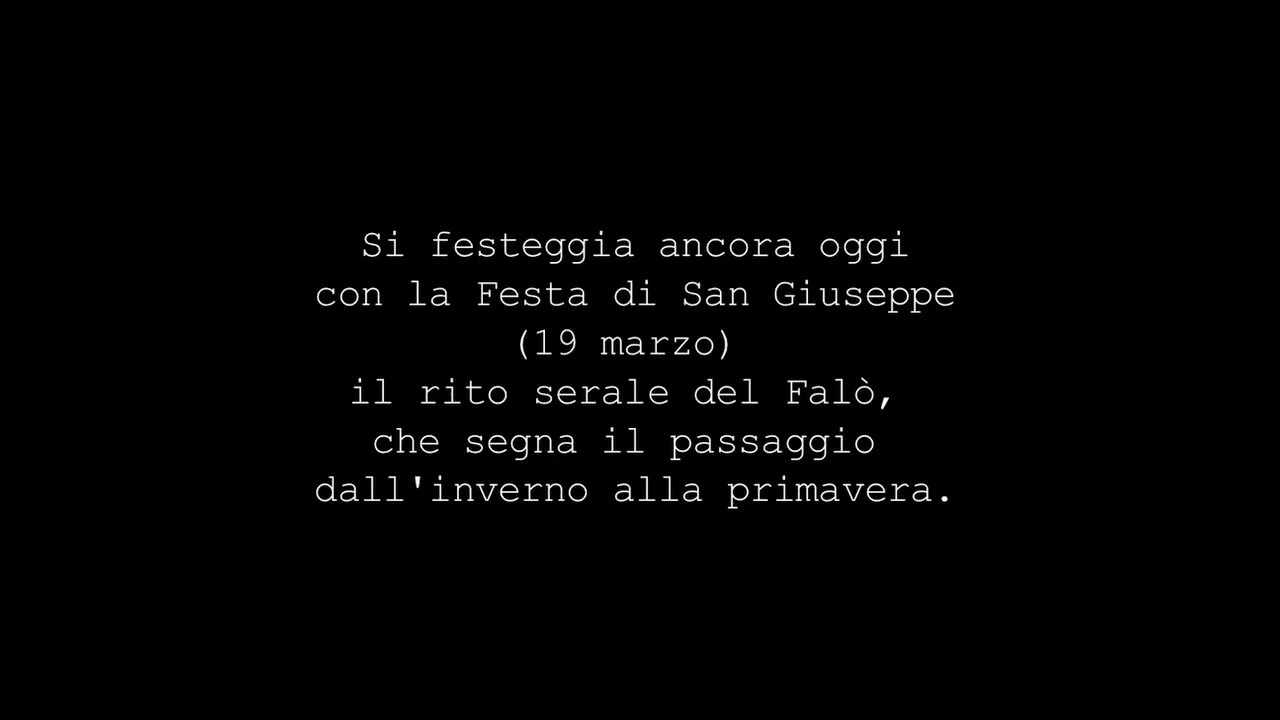 Si festeggia ancora oggi
con la Festa di San Giuseppe
(19 marzo)
il rito serale del Falò,
che segna il passaggio
dall'inverno alla primavera.